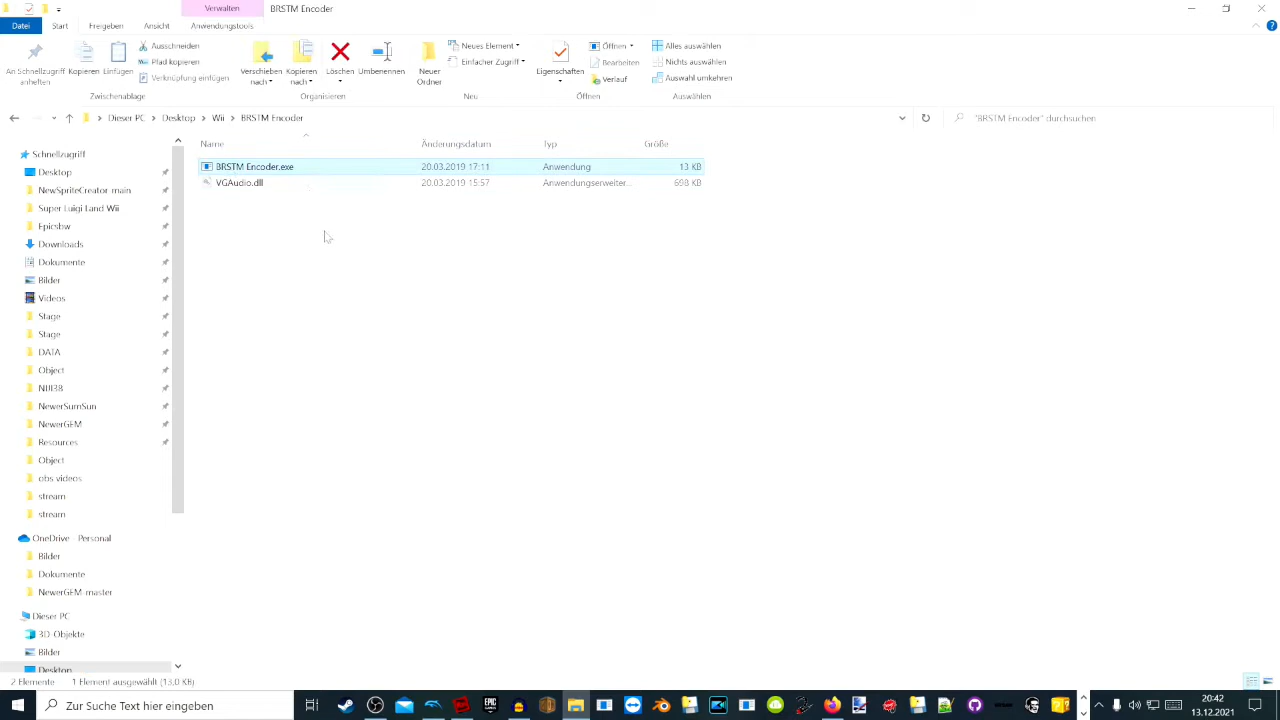 Verwalten
BRSTM Encoder
Datei
Start
Freigeben
Ansicht
Anwendungstools
An Schnellzugriff anheften
Kopieren
Einfügen
Ausschneiden
Pfad kopieren
Verknüpfung einfügen
Zwischenablage
Verschieben nach
Kopieren nach
Löschen
Umbenennen
Organisieren
Neuer Ordner
Neues Element
Einfacher Zugriff
Neu
Eigenschaften
Öffnen
Bearbeiten
Verlauf
Öffnen
Alles auswählen
Nichts auswählen
Auswahl umkehren
Auswählen
Dieser PC > Desktop > Wii > BRSTM Encoder
"BRSTM Encoder" durchsuchen
Name Änderungsdatum Typ Größe
BRSTM Encoder.exe 20.03.2019 17:11 Anwendung 13 KB
VGAudio.dll 20.03.2019 15:57 Anwendungserweiter... 698 KB
Schnellzugriff
Desktop
NewSpriteCreator-main
Super Luigi Land Wii
Epicsbw
Downloads
Dokumente
Bilder
Videos
Stage
Stage
DATA
Object
NewerSumSun
NewerGEM
Resources
Object
obs videos
stream
stream
OneDrive - Personal
Bilder
Dokumente
NewerGEM-master
Dieser PC
3D-Objekte
Bilder
Desktop
2 Elemente 1 Element ausgewählt (13,0 KB)
Zur Suche Text hier eingeben
20:42
13.12.2021